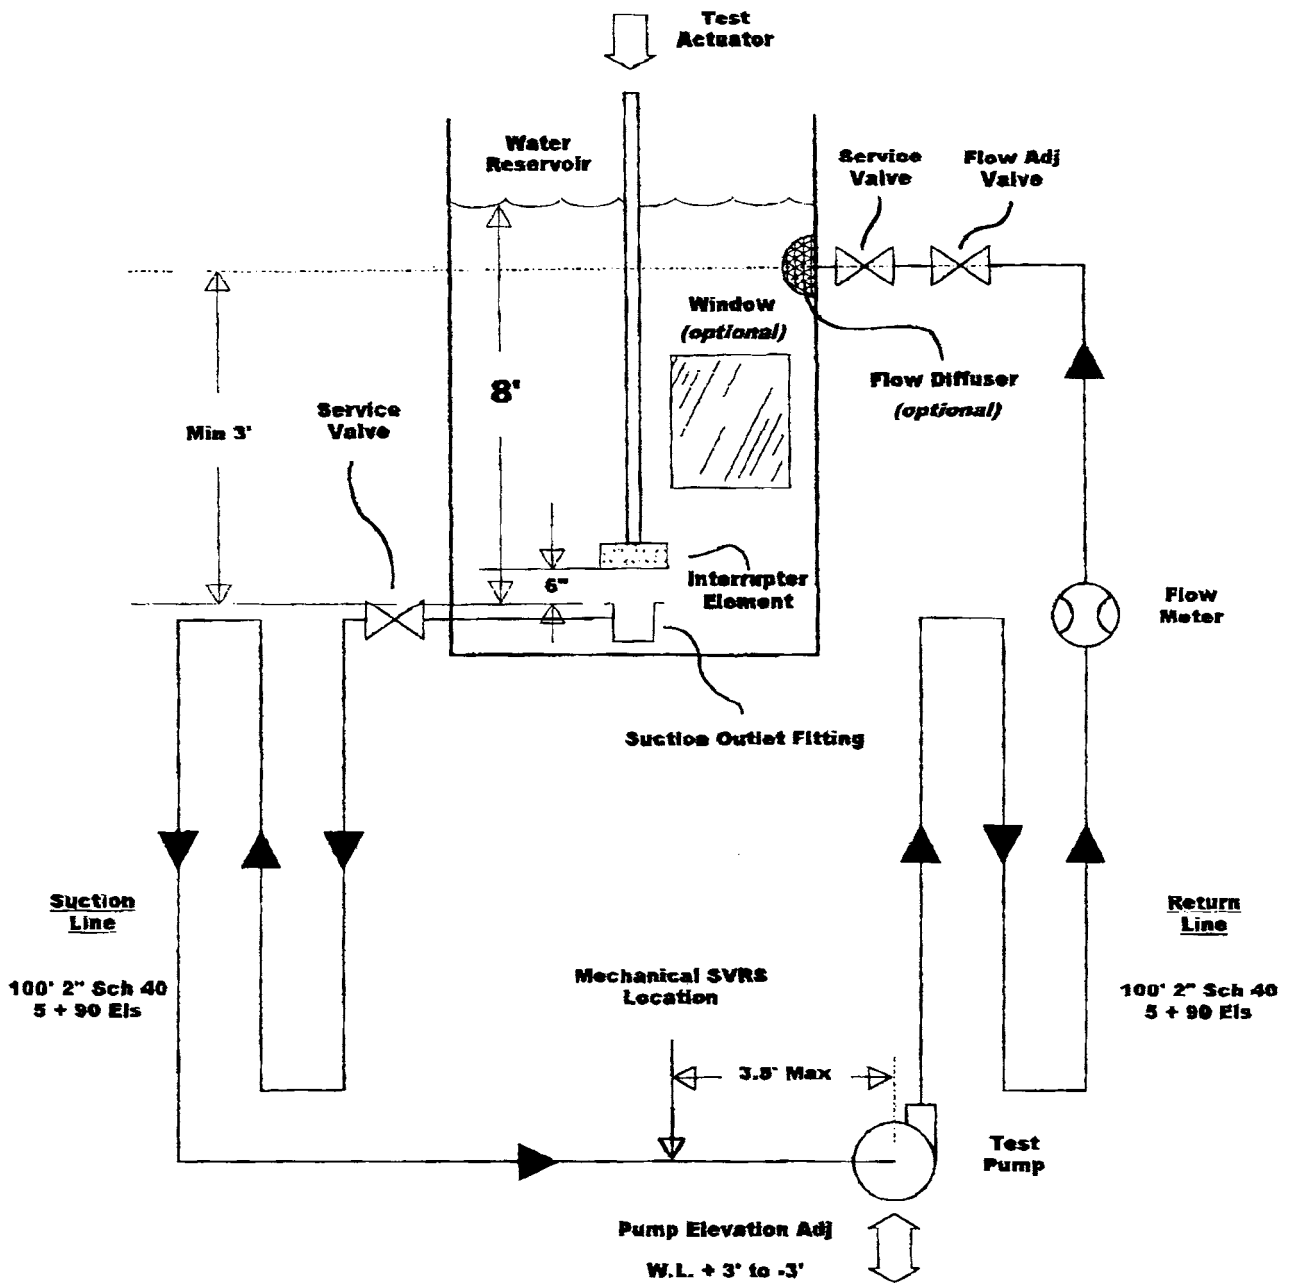 Test
Actuator
Water
Reservoir
Service
Valve
Flow Adj
Valve
Window
(optional)
Flow Diffuser
(optional)
8'
Min 3'
Service
Valve
6"
Interrupter
Element
Flow
Meter
Suction Outlet Fitting
Suction
Line
100' 2" Sch 40
5 + 90 Els
Return
Line
100' 2" Sch 40
5 + 90 Els
Mechanical SVRS
Location
3.5' Max
Test
Pump
Pump Elevation Adj
W.L. + 3' to -3'